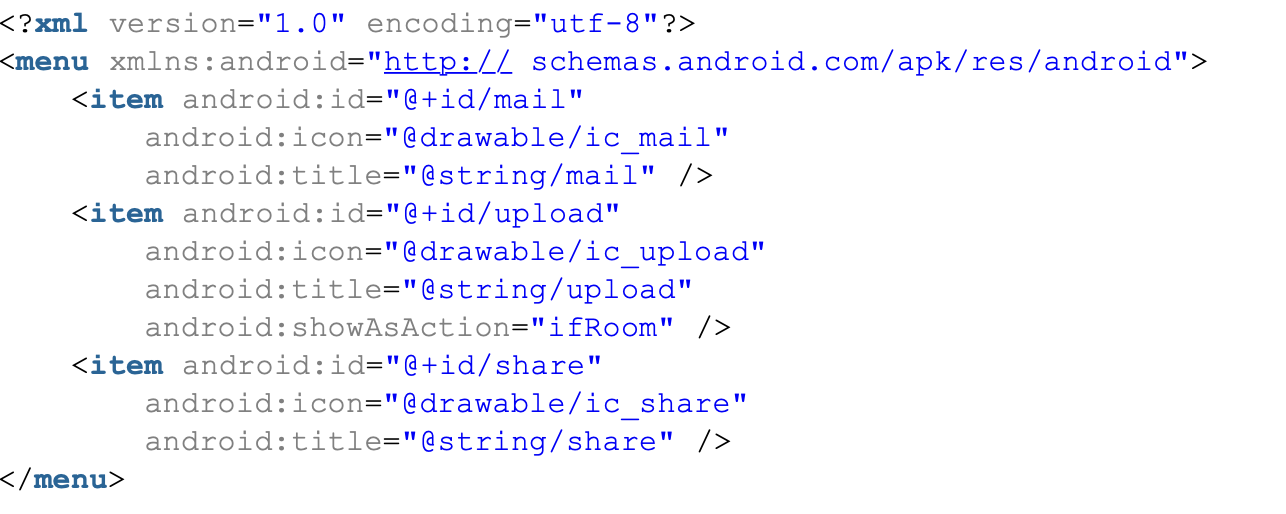 <?xml version="1.0" encoding="utf-8"?>
<menu xmlns:android="http:// schemas.android.com/apk/res/android">
    <item android:id="@+id/mail"
        android:icon="@drawable/ic_mail"
        android:title="@string/mail" />
    <item android:id="@+id/upload"
        android:icon="@drawable/ic_upload"
        android:title="@string/upload"
        android:showAsAction="ifRoom" />
    <item android:id="@+id/share"
        android:icon="@drawable/ic_share"
        android:title="@string/share" />
</menu>